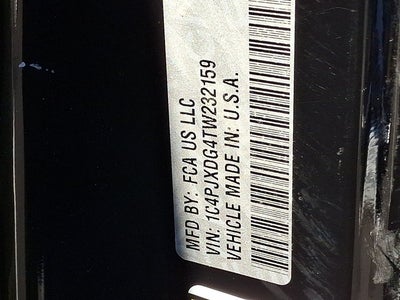 MFD BY: FCA US LLC
VIN: 1C4PJXDG4TW232159
VEHICLE MADE IN: U.S.A.